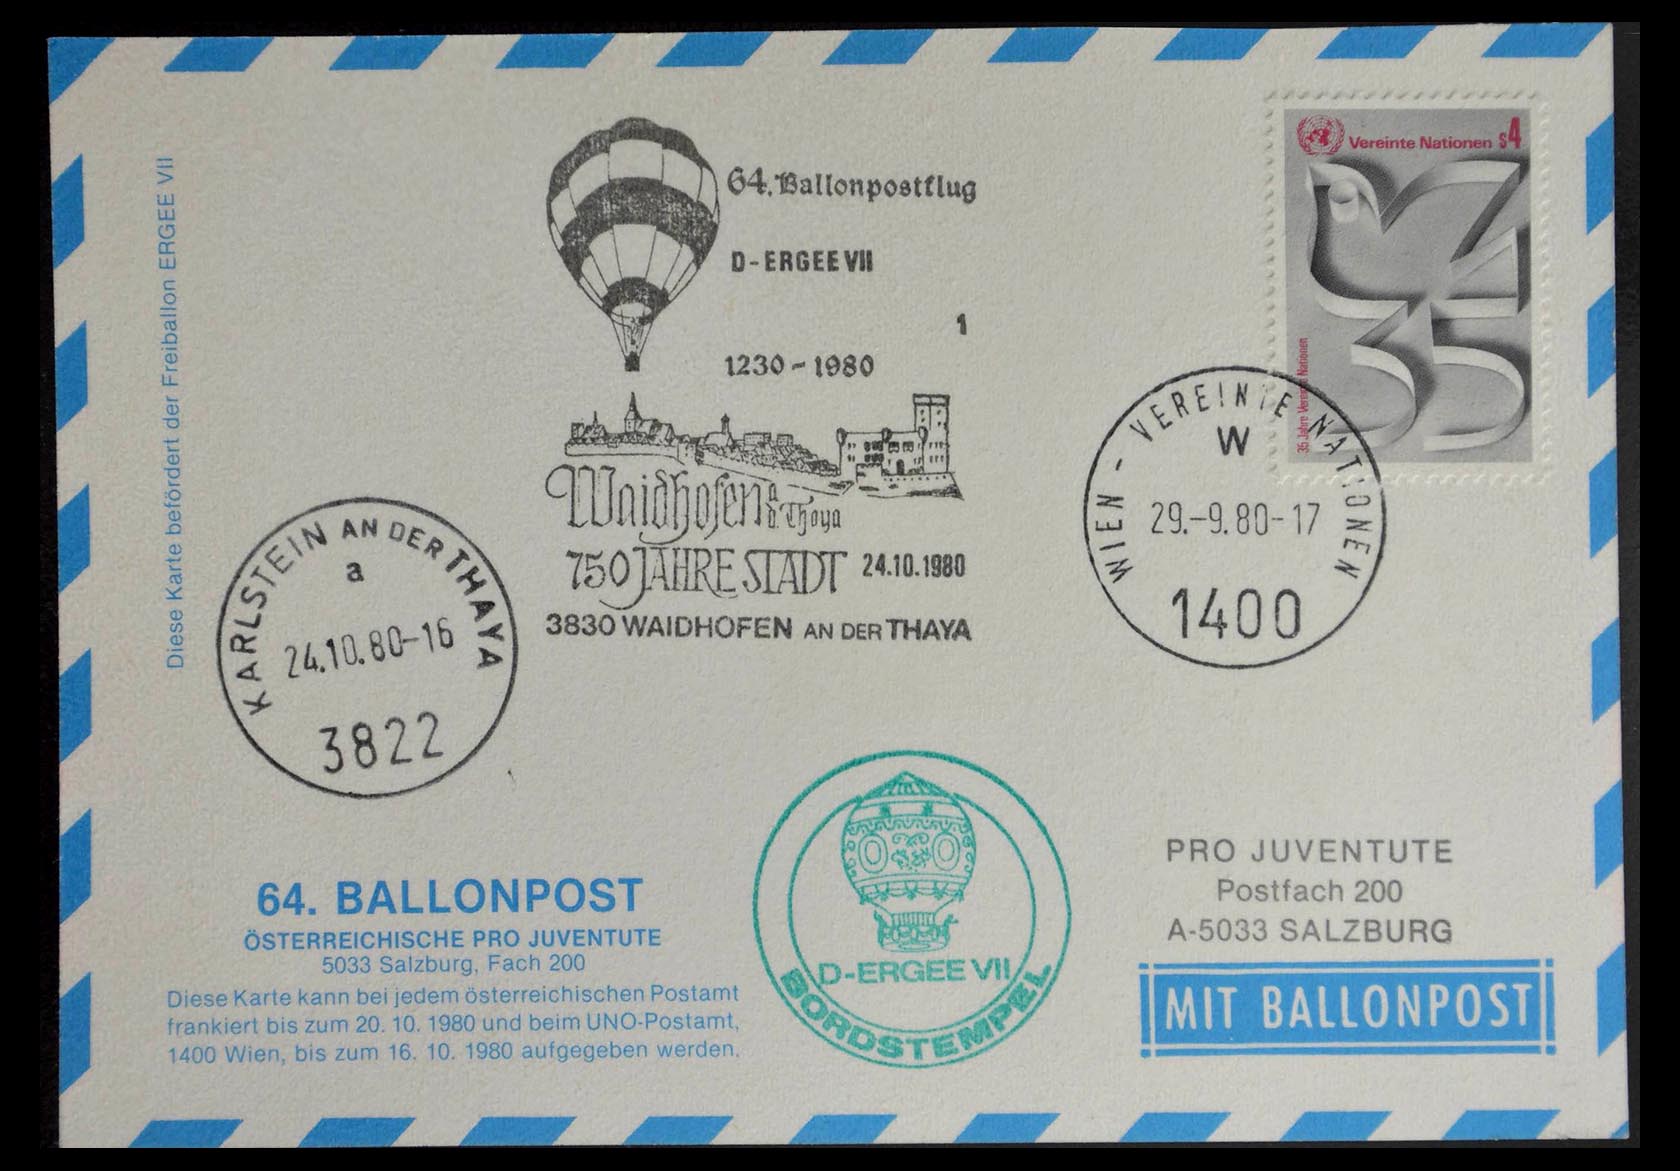 Diese Karte befördert der Freiballon ERGEE VII
64. Ballonpostflug
D-ERGEE VII
1
1230-1980
Waidhofen a.d. Thaya
750 JAHRE STADT 24.10.1980
3830 WAIDHOFEN AN DER THAYA
Vereinte Nationen S4
35 Jahre Vereinte Nationen
35
WIEN - VEREINTE NATIONEN
W
29.-9.80-17
1400
KARLSTEIN AN DER THAYA
a
24.10.80-16
3822
64. BALLONPOST
ÖSTERREICHISCHE PRO JUVENTUTE
5033 Salzburg, Fach 200
Diese Karte kann bei jedem österreichischen Postamt
frankiert bis zum 20. 10. 1980 und beim UNO-Postamt,
1400 Wien, bis zum 16. 10. 1980 aufgegeben werden.
D-ERGEE VII
BORDSTEMPEL
PRO JUVENTUTE
Postfach 200
A-5033 SALZBURG
MIT BALLONPOST